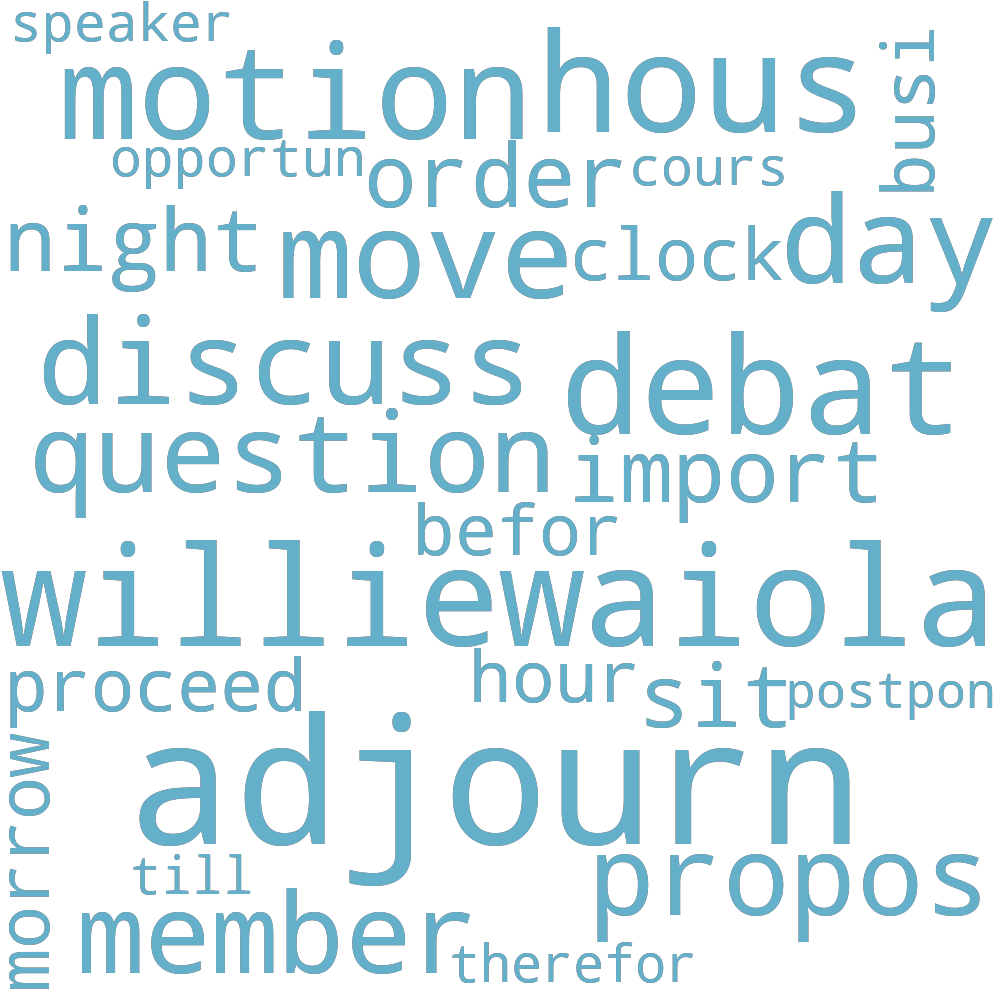 speaker
motion hous
busi
opportun order cours
night move clock day
discuss debat
question import
befor
williewaiola
proceed hour sit postpon
morrow
adjourn
till propos
member therefor